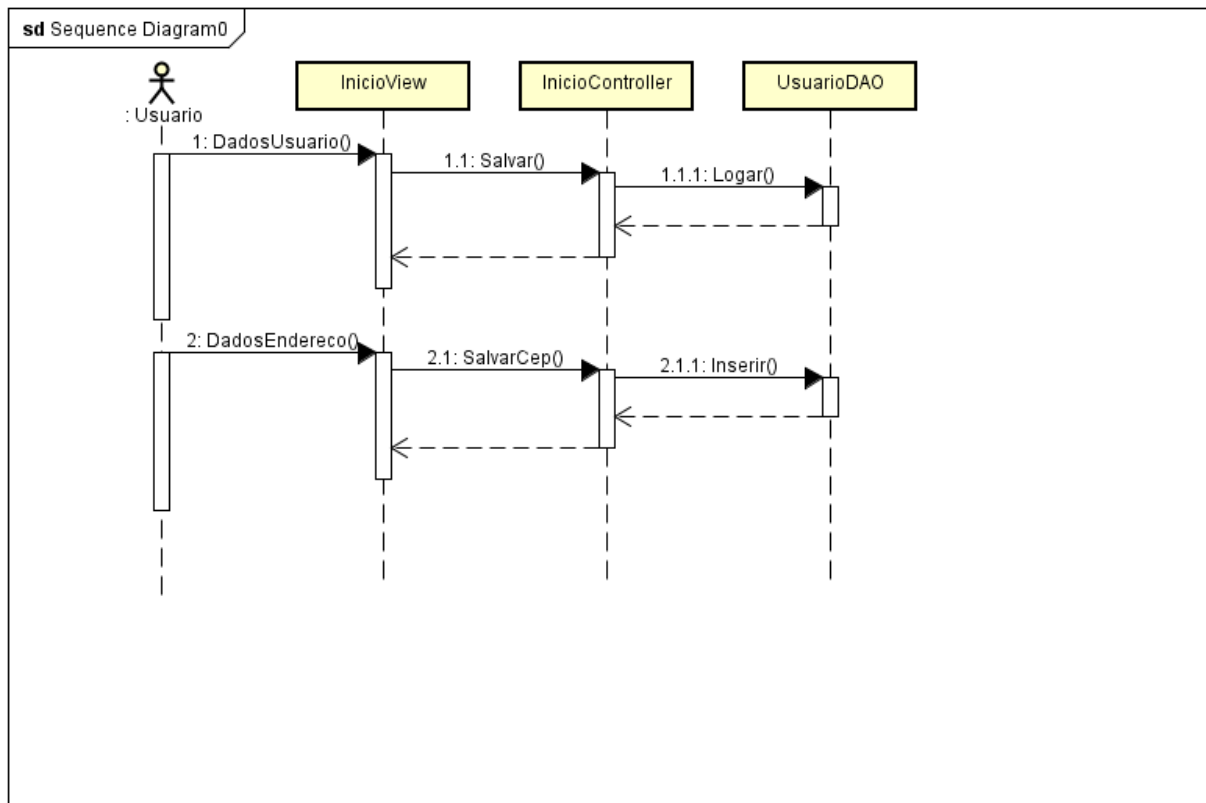 sd Sequence Diagram0
InicioView
InicioController
UsuarioDAO
: Usuario
1: DadosUsuario()
1.1: Salvar()
1.1.1: Logar()
2: DadosEndereco()
2.1: SalvarCep()
2.1.1: Inserir()